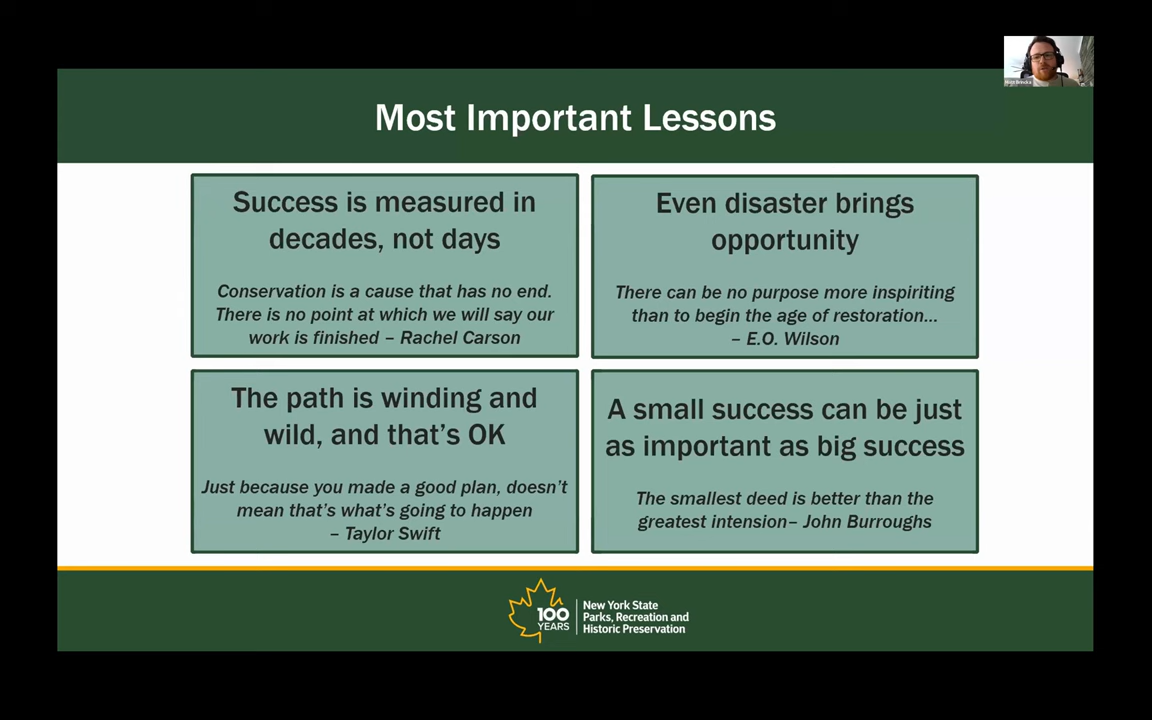 Most Important Lessons
Success is measured in
decades, not days
Conservation is a cause that has no end.
There is no point at which we will say our
work is finished – Rachel Carson
Even disaster brings
opportunity
There can be no purpose more inspiriting
than to begin the age of restoration...
– E.O. Wilson
The path is winding and
wild, and that's OK
Just because you made a good plan, doesn't
mean that's what's going to happen
– Taylor Swift
A small success can be just
as important as big success
The smallest deed is better than the
greatest intension– John Burroughs
100
YEARS
New York State
Parks, Recreation and
Historic Preservation